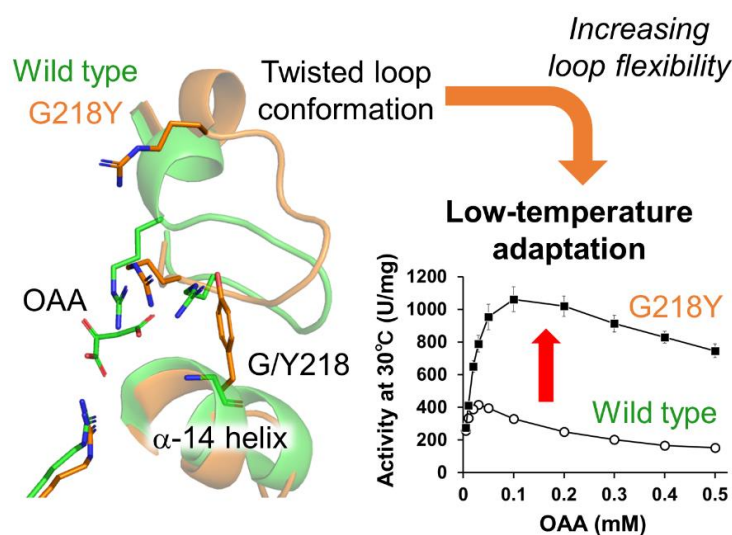 Wild type
G218Y
Twisted loop
conformation
Increasing
loop flexibility
OAA
G/Y218
α-14 helix
Low-temperature
adaptation
Activity at 30℃ (U/mg)
1200
1000
800
600
400
200
0
G218Y
Wild type
0 0.1 0.2 0.3 0.4 0.5
OAA (mM)